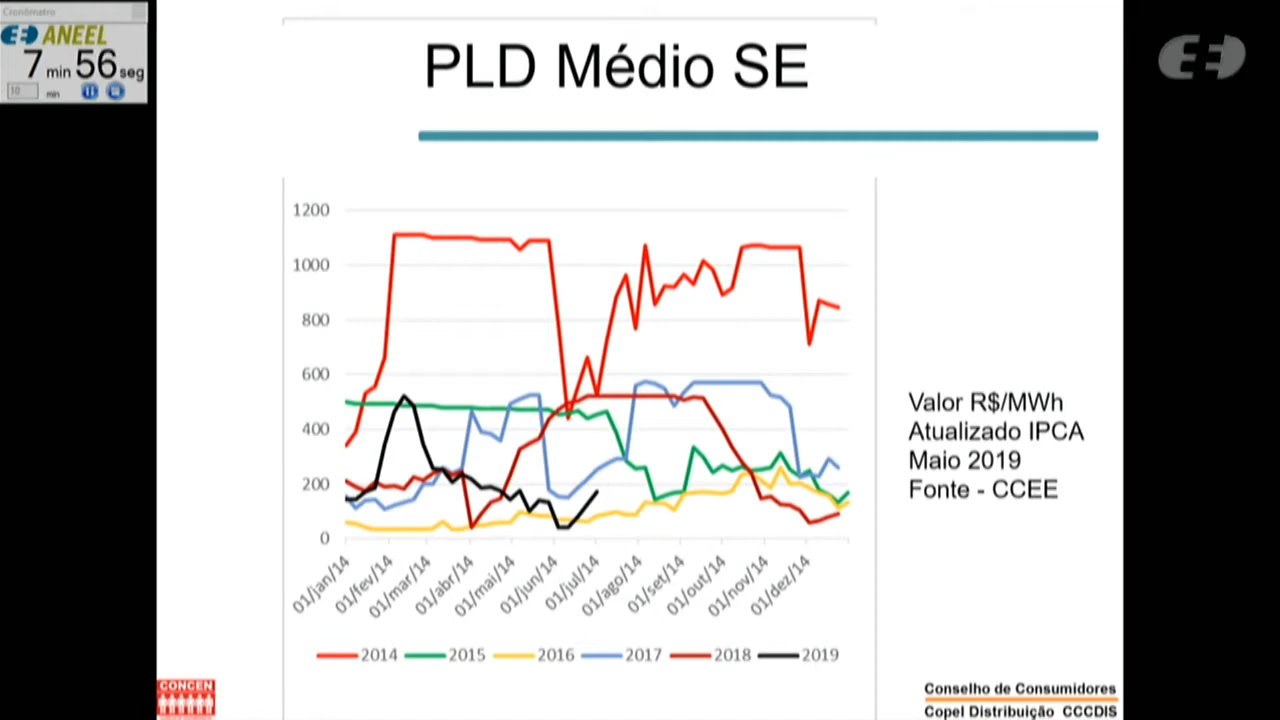 Cronômetro
ANEEL
7 min 56 seg
10 min
PLD Médio SE
1200
1000
800
600
400
200
0
01/jan/14
01/fev/14
01/mar/14
01/abr/14
01/mai/14
01/jun/14
01/jul/14
01/ago/14
01/set/14
01/out/14
01/nov/14
01/dez/14
2014 2015 2016 2017 2018 2019
Valor R$/MWh
Atualizado IPCA
Maio 2019
Fonte - CCEE
CONCEN
Conselho de Consumidores
Copel Distribuição CCCDIS